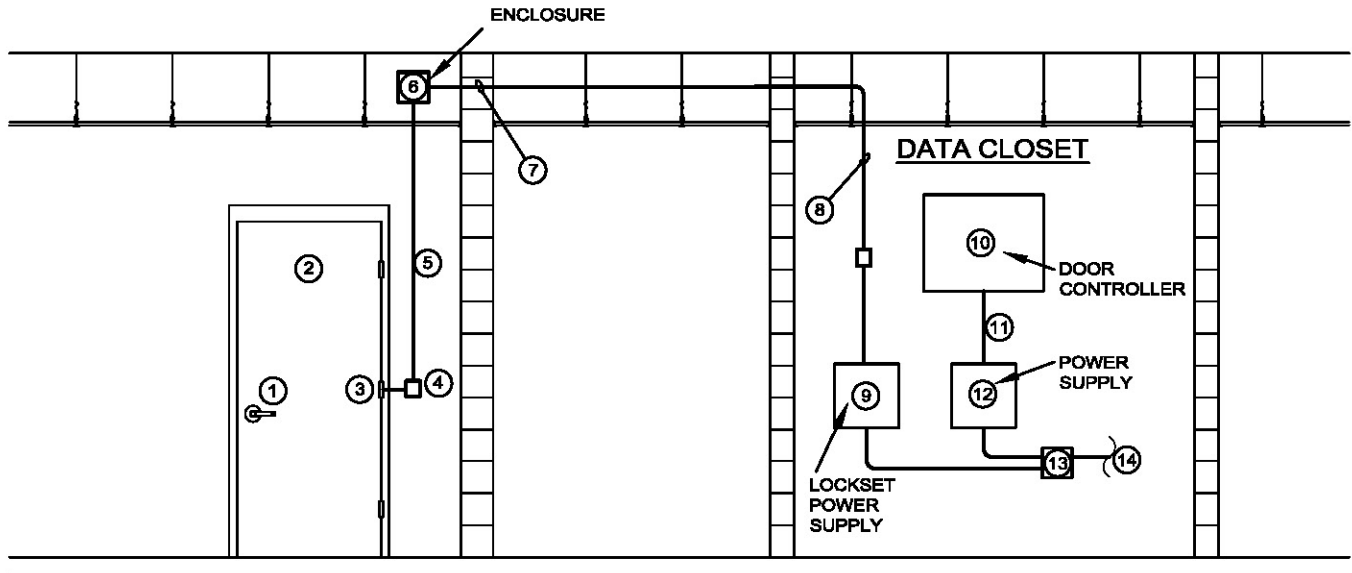 ENCLOSURE
6
7
DATA CLOSET
8
10
2
5
DOOR
CONTROLLER
11
POWER
SUPPLY
1
3
4
9
12
13
14
LOCKSET
POWER
SUPPLY